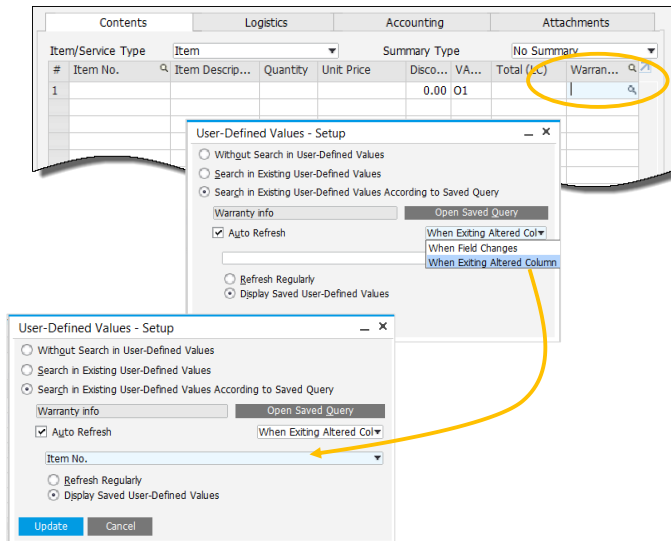 Contents Logistics Accounting Attachments
Item/Service Type Item Summary Type No Summary
# Item No. Item Descrip... Quantity Unit Price Disco... VA... Total (LC) Warran...
1 0.00 O1
User-Defined Values - Setup
Without Search in User-Defined Values
Search in Existing User-Defined Values
Search in Existing User-Defined Values According to Saved Query
Warranty info Open Saved Query
Auto Refresh When Exiting Altered Col
When Field Changes
When Exiting Altered Column
Refresh Regularly
Display Saved User-Defined Values
User-Defined Values - Setup
Without Search in User-Defined Values
Search in Existing User-Defined Values
Search in Existing User-Defined Values According to Saved Query
Warranty info Open Saved Query
Auto Refresh When Exiting Altered Col
Item No.
Refresh Regularly
Display Saved User-Defined Values
Update Cancel